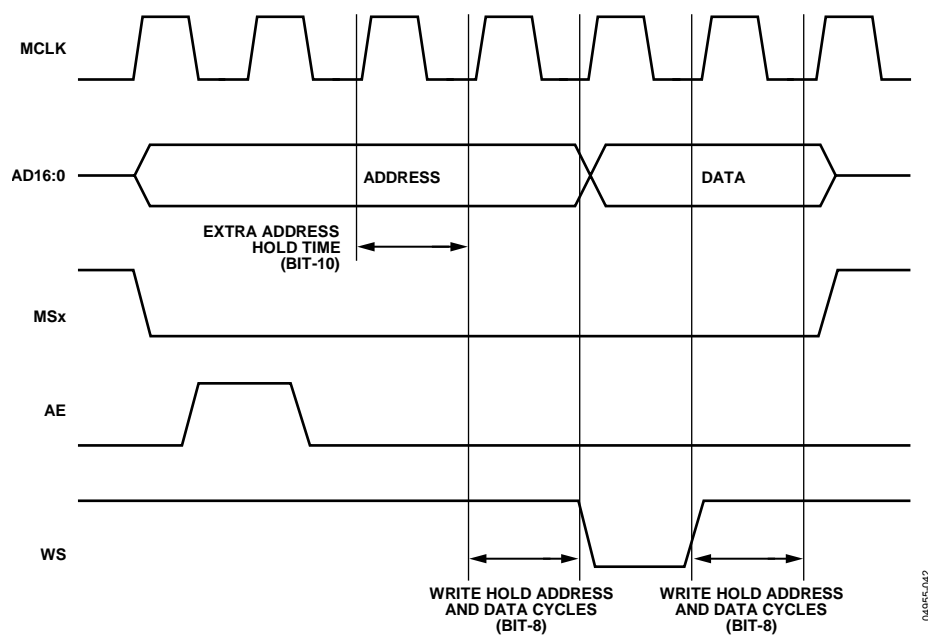 MCLK
AD16:0
ADDRESS
DATA
EXTRA ADDRESS
HOLD TIME
(BIT-10)
MSx
AE
WS
WRITE HOLD ADDRESS
AND DATA CYCLES
(BIT-8)
WRITE HOLD ADDRESS
AND DATA CYCLES
(BIT-8)
04955-042